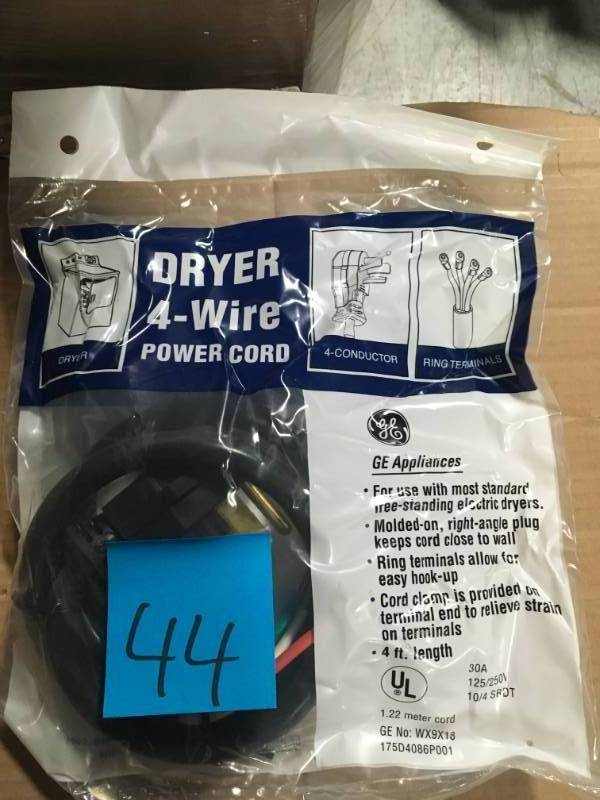 DRYER
4-Wire
POWER CORD
DRYER
4-CONDUCTOR
RING TERMINALS
GE
GE Appliances
• For use with most standard
free-standing electric dryers.
• Molded-on, right-angle plug
keeps cord close to wall
• Ring terminals allow for
easy hook-up
• Cord clamp is provided on
terminal end to relieve strain
on terminals
• 4 ft. length
UL
®
30A
125/250V
10/4 SRDT
1.22 meter cord
GE No: WX9X18
175D4086P001
44